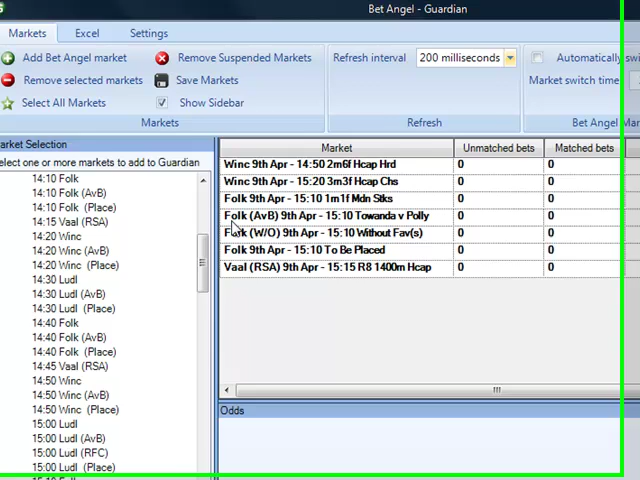 Bet Angel - Guardian
Markets Excel Settings
Add Bet Angel market Remove Suspended Markets Refresh interval 200 milliseconds Automatically
Remove selected markets Save Markets Market switch time
Select All Markets Show Sidebar
Markets Refresh Bet Angel
Market Selection
select one or more markets to add to Guardian
Market Unmatched bets Matched bets
Winc 9th Apr - 14:50 2m6f Hcap Hrd 0 0
Winc 9th Apr - 15:20 3m3f Hcap Chs 0 0
Folk 9th Apr - 15:10 1m1f Mdn Stks 0 0
Folk (AvB) 9th Apr - 15:10 Towanda v Polly 0 0
Folk (W/O) 9th Apr - 15:10 Without Fav(s) 0 0
Folk 9th Apr - 15:10 To Be Placed 0 0
Vaal (RSA) 9th Apr - 15:15 R8 1400m Hcap 0 0
14:10 Folk
14:10 Folk (AvB)
14:10 Folk (Place)
14:15 Vaal (RSA)
14:20 Winc
14:20 Winc (AvB)
14:20 Winc (Place)
14:30 Ludl
14:30 Ludl (AvB)
14:30 Ludl (Place)
14:40 Folk
14:40 Folk (AvB)
14:40 Folk (Place)
14:45 Vaal (RSA)
14:50 Winc
14:50 Winc (AvB)
14:50 Winc (Place)
15:00 Ludl
15:00 Ludl (AvB)
15:00 Ludl (RFC)
15:00 Ludl (Place)
Odds